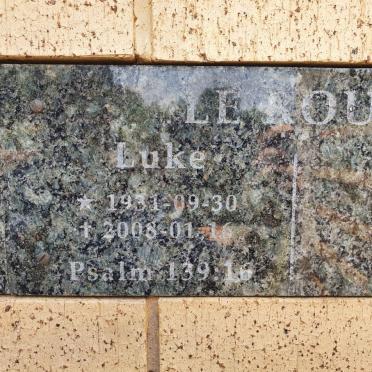 LE ROU
Luke
★ 1931-09-30
† 2008-01-16
Psalm 139:16